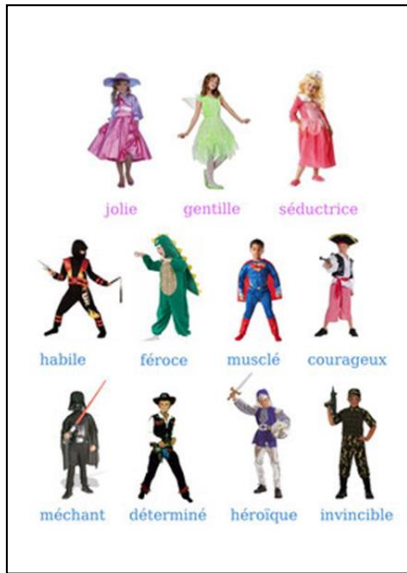 jolie gentille séductrice
habile féroce musclé courageux
méchant déterminé héroïque invincible